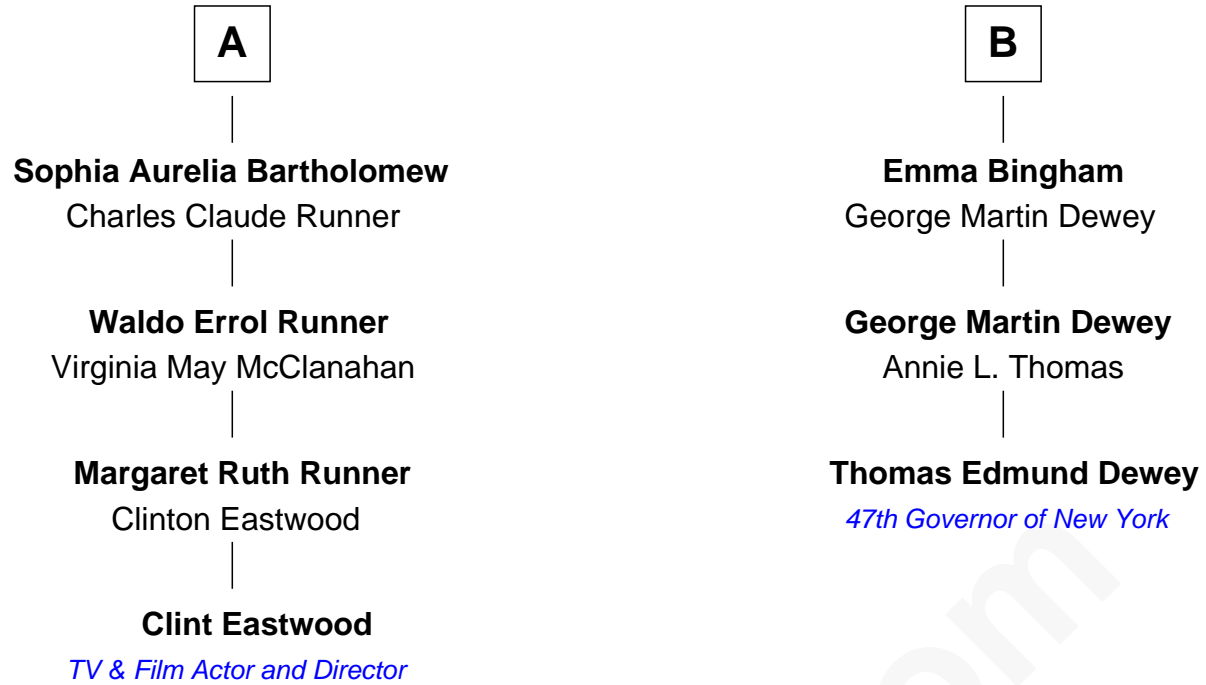 A
Sophia Aurelia Bartholomew
Charles Claude Runner
Waldo Errol Runner
Virginia May McClanahan
Margaret Ruth Runner
Clinton Eastwood
Clint Eastwood
TV & Film Actor and Director
B
Emma Bingham
George Martin Dewey
George Martin Dewey
Annie L. Thomas
Thomas Edmund Dewey
47th Governor of New York
om